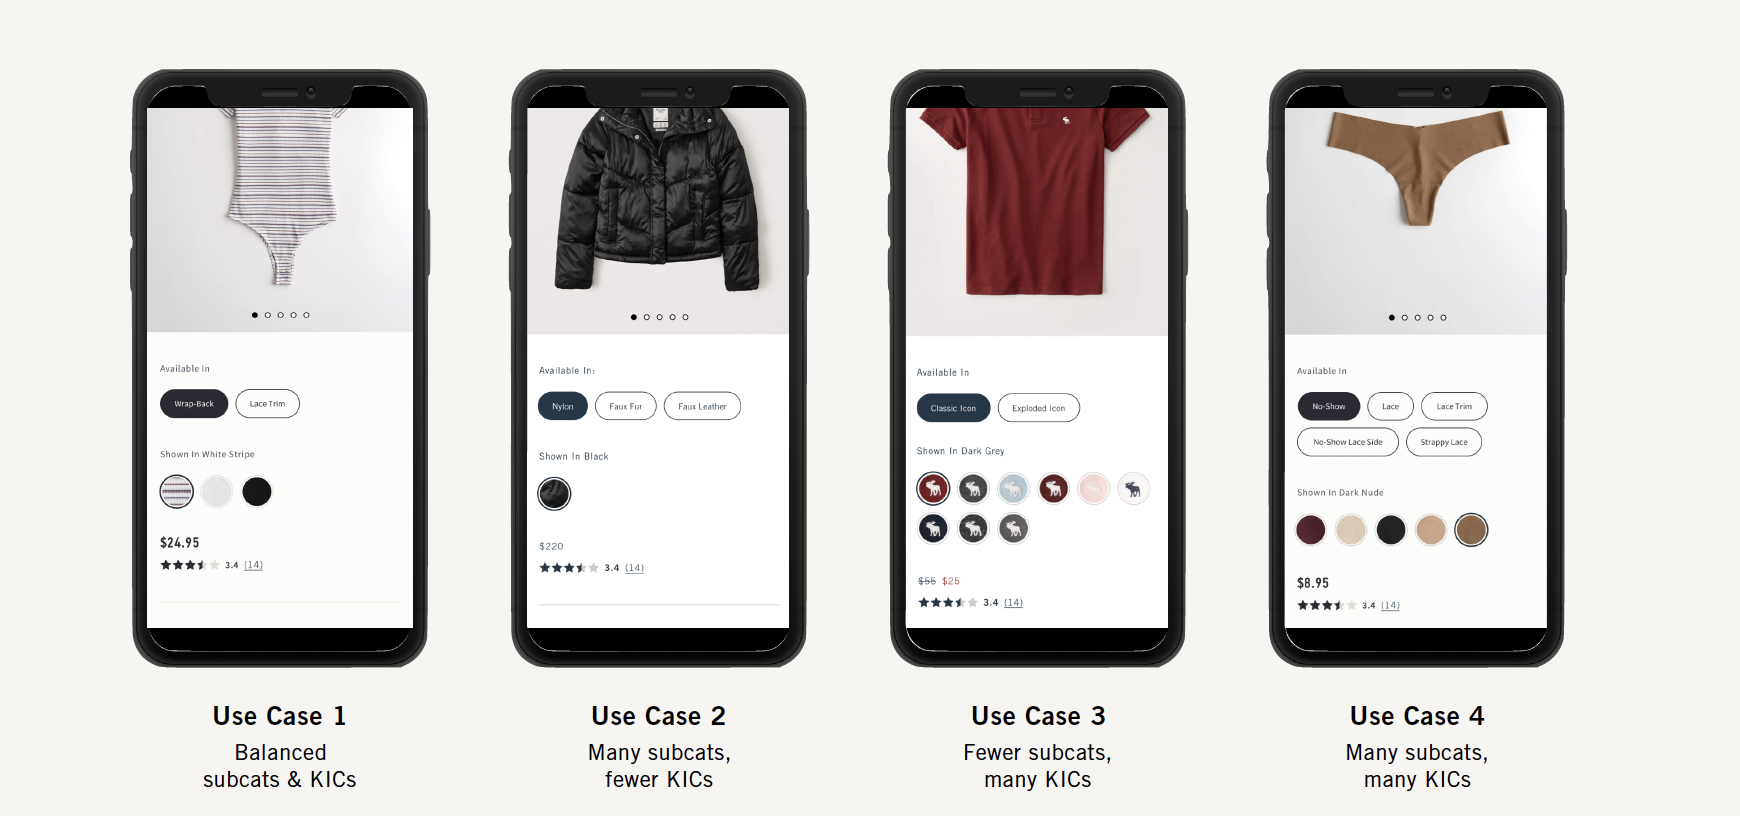 Available In
Wrap-Back
Lace Trim
Shown In White Stripe
$24.95
3.4 (14)
Use Case 1
Balanced
subcats & KICs
Available In:
Nylon
Faux Fur
Faux Leather
Shown In Black
$220
3.4 (14)
Use Case 2
Many subcats,
fewer KICs
Available In
Classic Icon
Exploded Icon
Shown In Dark Grey
$55 $25
3.4 (14)
Use Case 3
Fewer subcats,
many KICs
Available In
No-Show
Lace
Lace Trim
No-Show Lace Side
Strappy Lace
Shown In Dark Nude
$8.95
3.4 (14)
Use Case 4
Many subcats,
many KICs